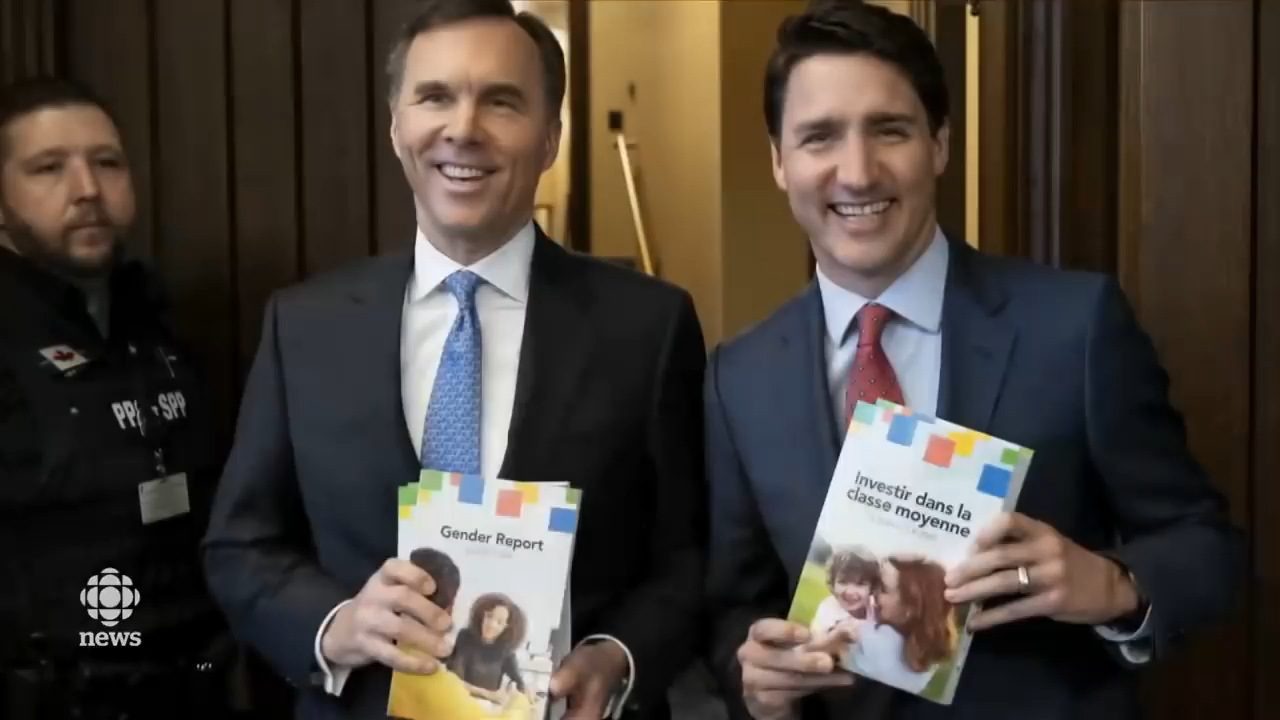 PPS SPP
Gender Report
Investir dans la
classe moyenne
news